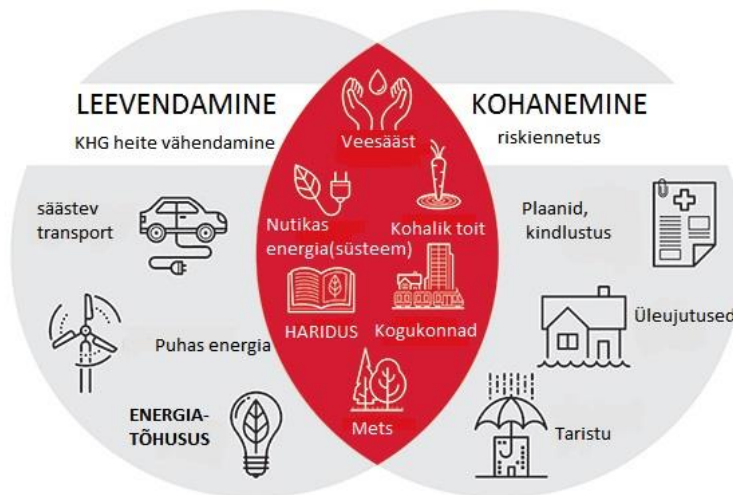 LEEVENDAMINE
KHG heite vähendamine
säästev
transport
Puhas energia
ENERGIA-
TÕHUSUS
Veesääst
Nutikas
energia(süsteem)
Kohalik toit
HARIDUS
Kogukonnad
Mets
KOHANEMINE
riskiennetus
Plaanid,
kindlustus
Üleujutused
Taristu